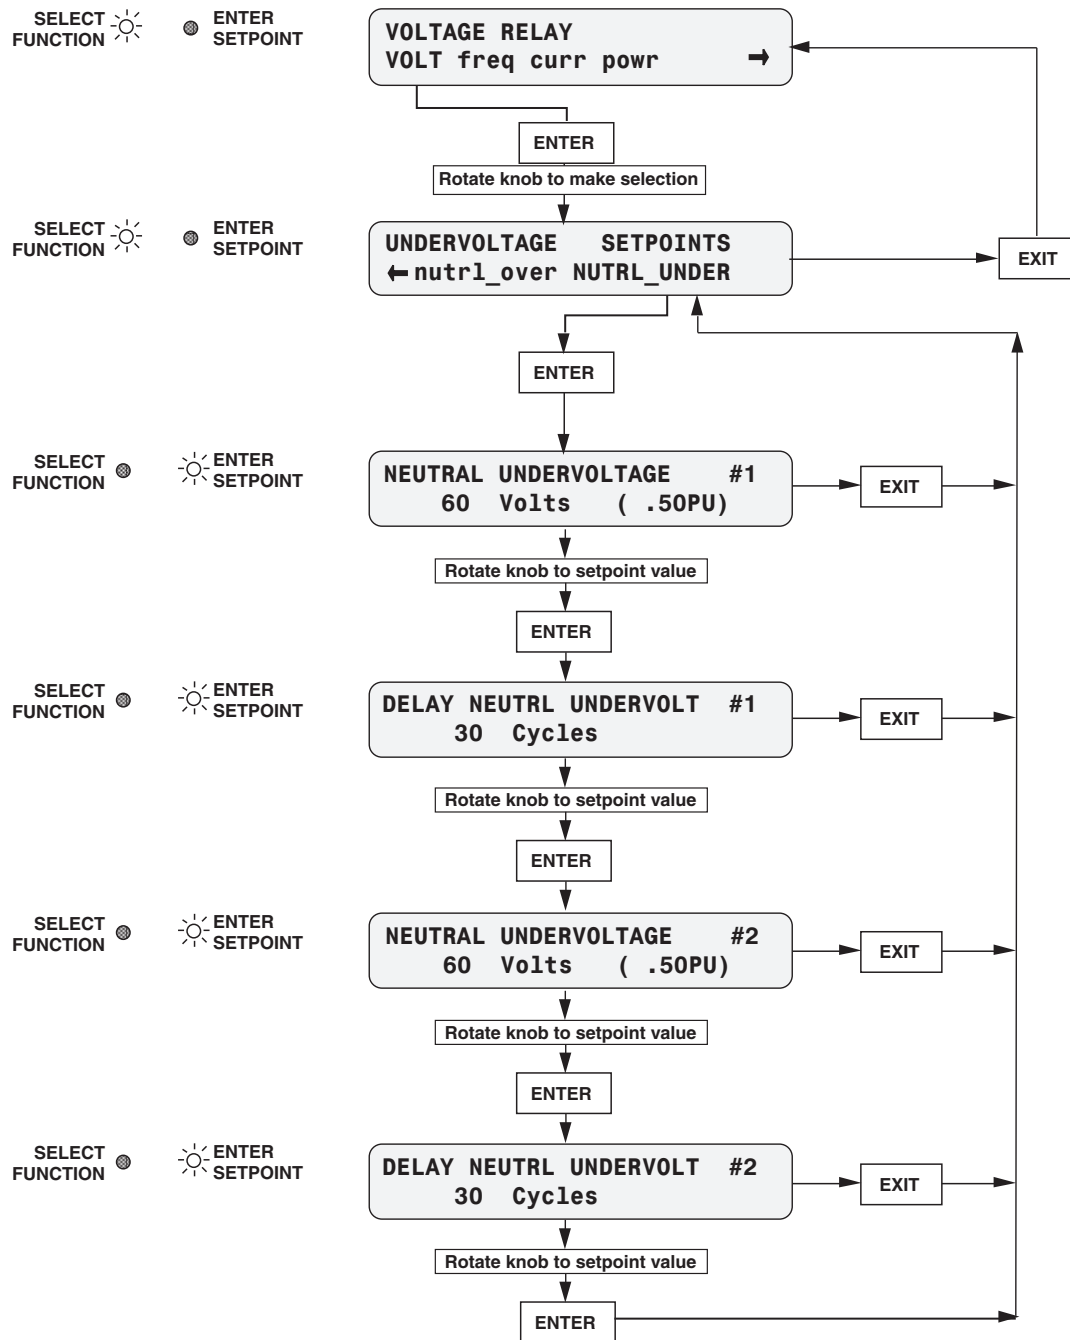 SELECT FUNCTION
ENTER SETPOINT
VOLTAGE RELAY
VOLT freq curr powr →
ENTER
Rotate knob to make selection
SELECT FUNCTION
ENTER SETPOINT
UNDERVOLTAGE SETPOINTS
← nutrl_over NUTRL_UNDER
EXIT
ENTER
SELECT FUNCTION
ENTER SETPOINT
NEUTRAL UNDERVOLTAGE #1
60 Volts ( .50PU)
EXIT
Rotate knob to setpoint value
ENTER
SELECT FUNCTION
ENTER SETPOINT
DELAY NEUTRL UNDERVOLT #1
30 Cycles
EXIT
Rotate knob to setpoint value
ENTER
SELECT FUNCTION
ENTER SETPOINT
NEUTRAL UNDERVOLTAGE #2
60 Volts ( .50PU)
EXIT
Rotate knob to setpoint value
ENTER
SELECT FUNCTION
ENTER SETPOINT
DELAY NEUTRL UNDERVOLT #2
30 Cycles
EXIT
Rotate knob to setpoint value
ENTER